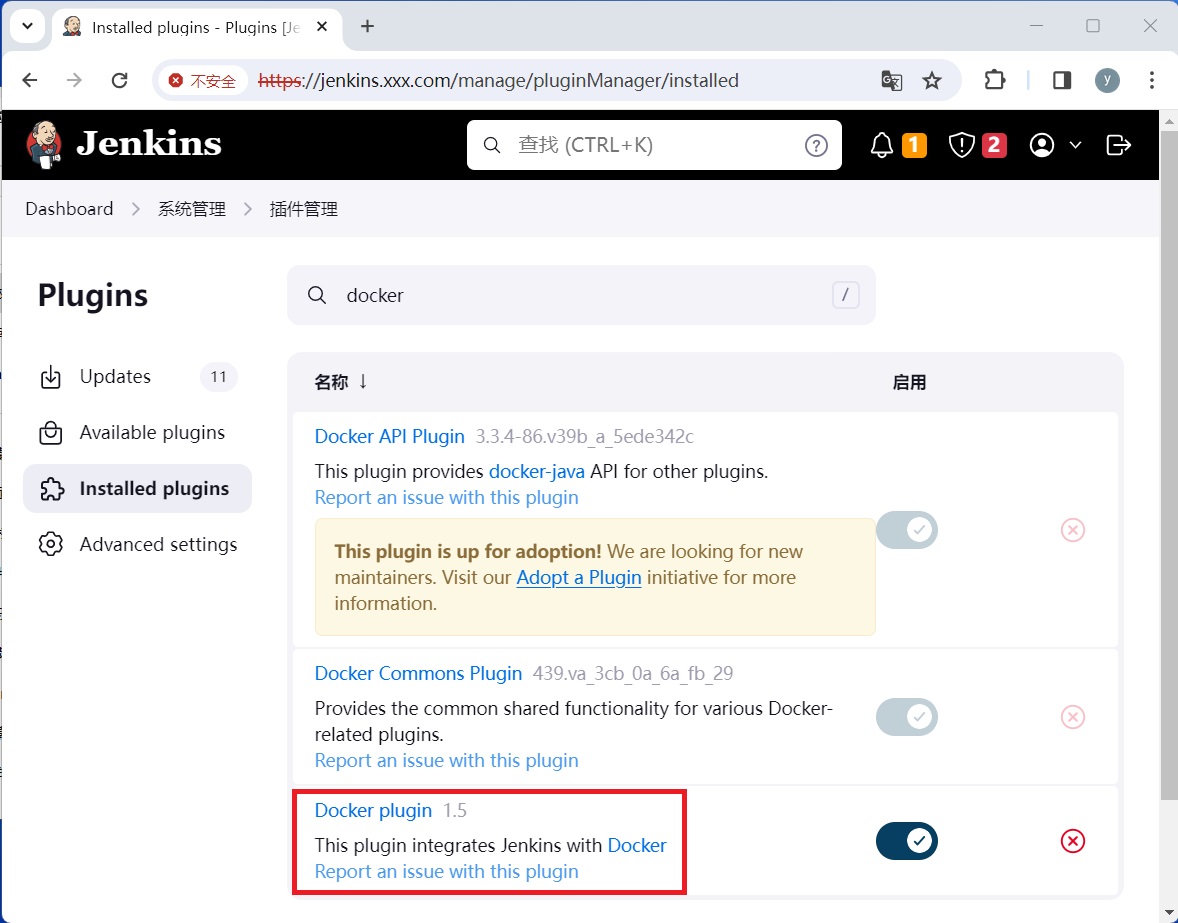 Installed plugins - Plugins [Je
不安全
https://jenkins.xxx.com/manage/pluginManager/installed
y
Jenkins
查找 (CTRL+K)
?
1
2
Dashboard > 系统管理 > 插件管理
Plugins
docker
/
Updates 11
Available plugins
Installed plugins
Advanced settings
名称 ↓ 启用
Docker API Plugin 3.3.4-86.v39b_a_5ede342c
This plugin provides docker-java API for other plugins.
Report an issue with this plugin
This plugin is up for adoption! We are looking for new
maintainers. Visit our Adopt a Plugin initiative for more
information.
Docker Commons Plugin 439.va_3cb_0a_6a_fb_29
Provides the common shared functionality for various Docker-
related plugins.
Report an issue with this plugin
Docker plugin 1.5
This plugin integrates Jenkins with Docker
Report an issue with this plugin